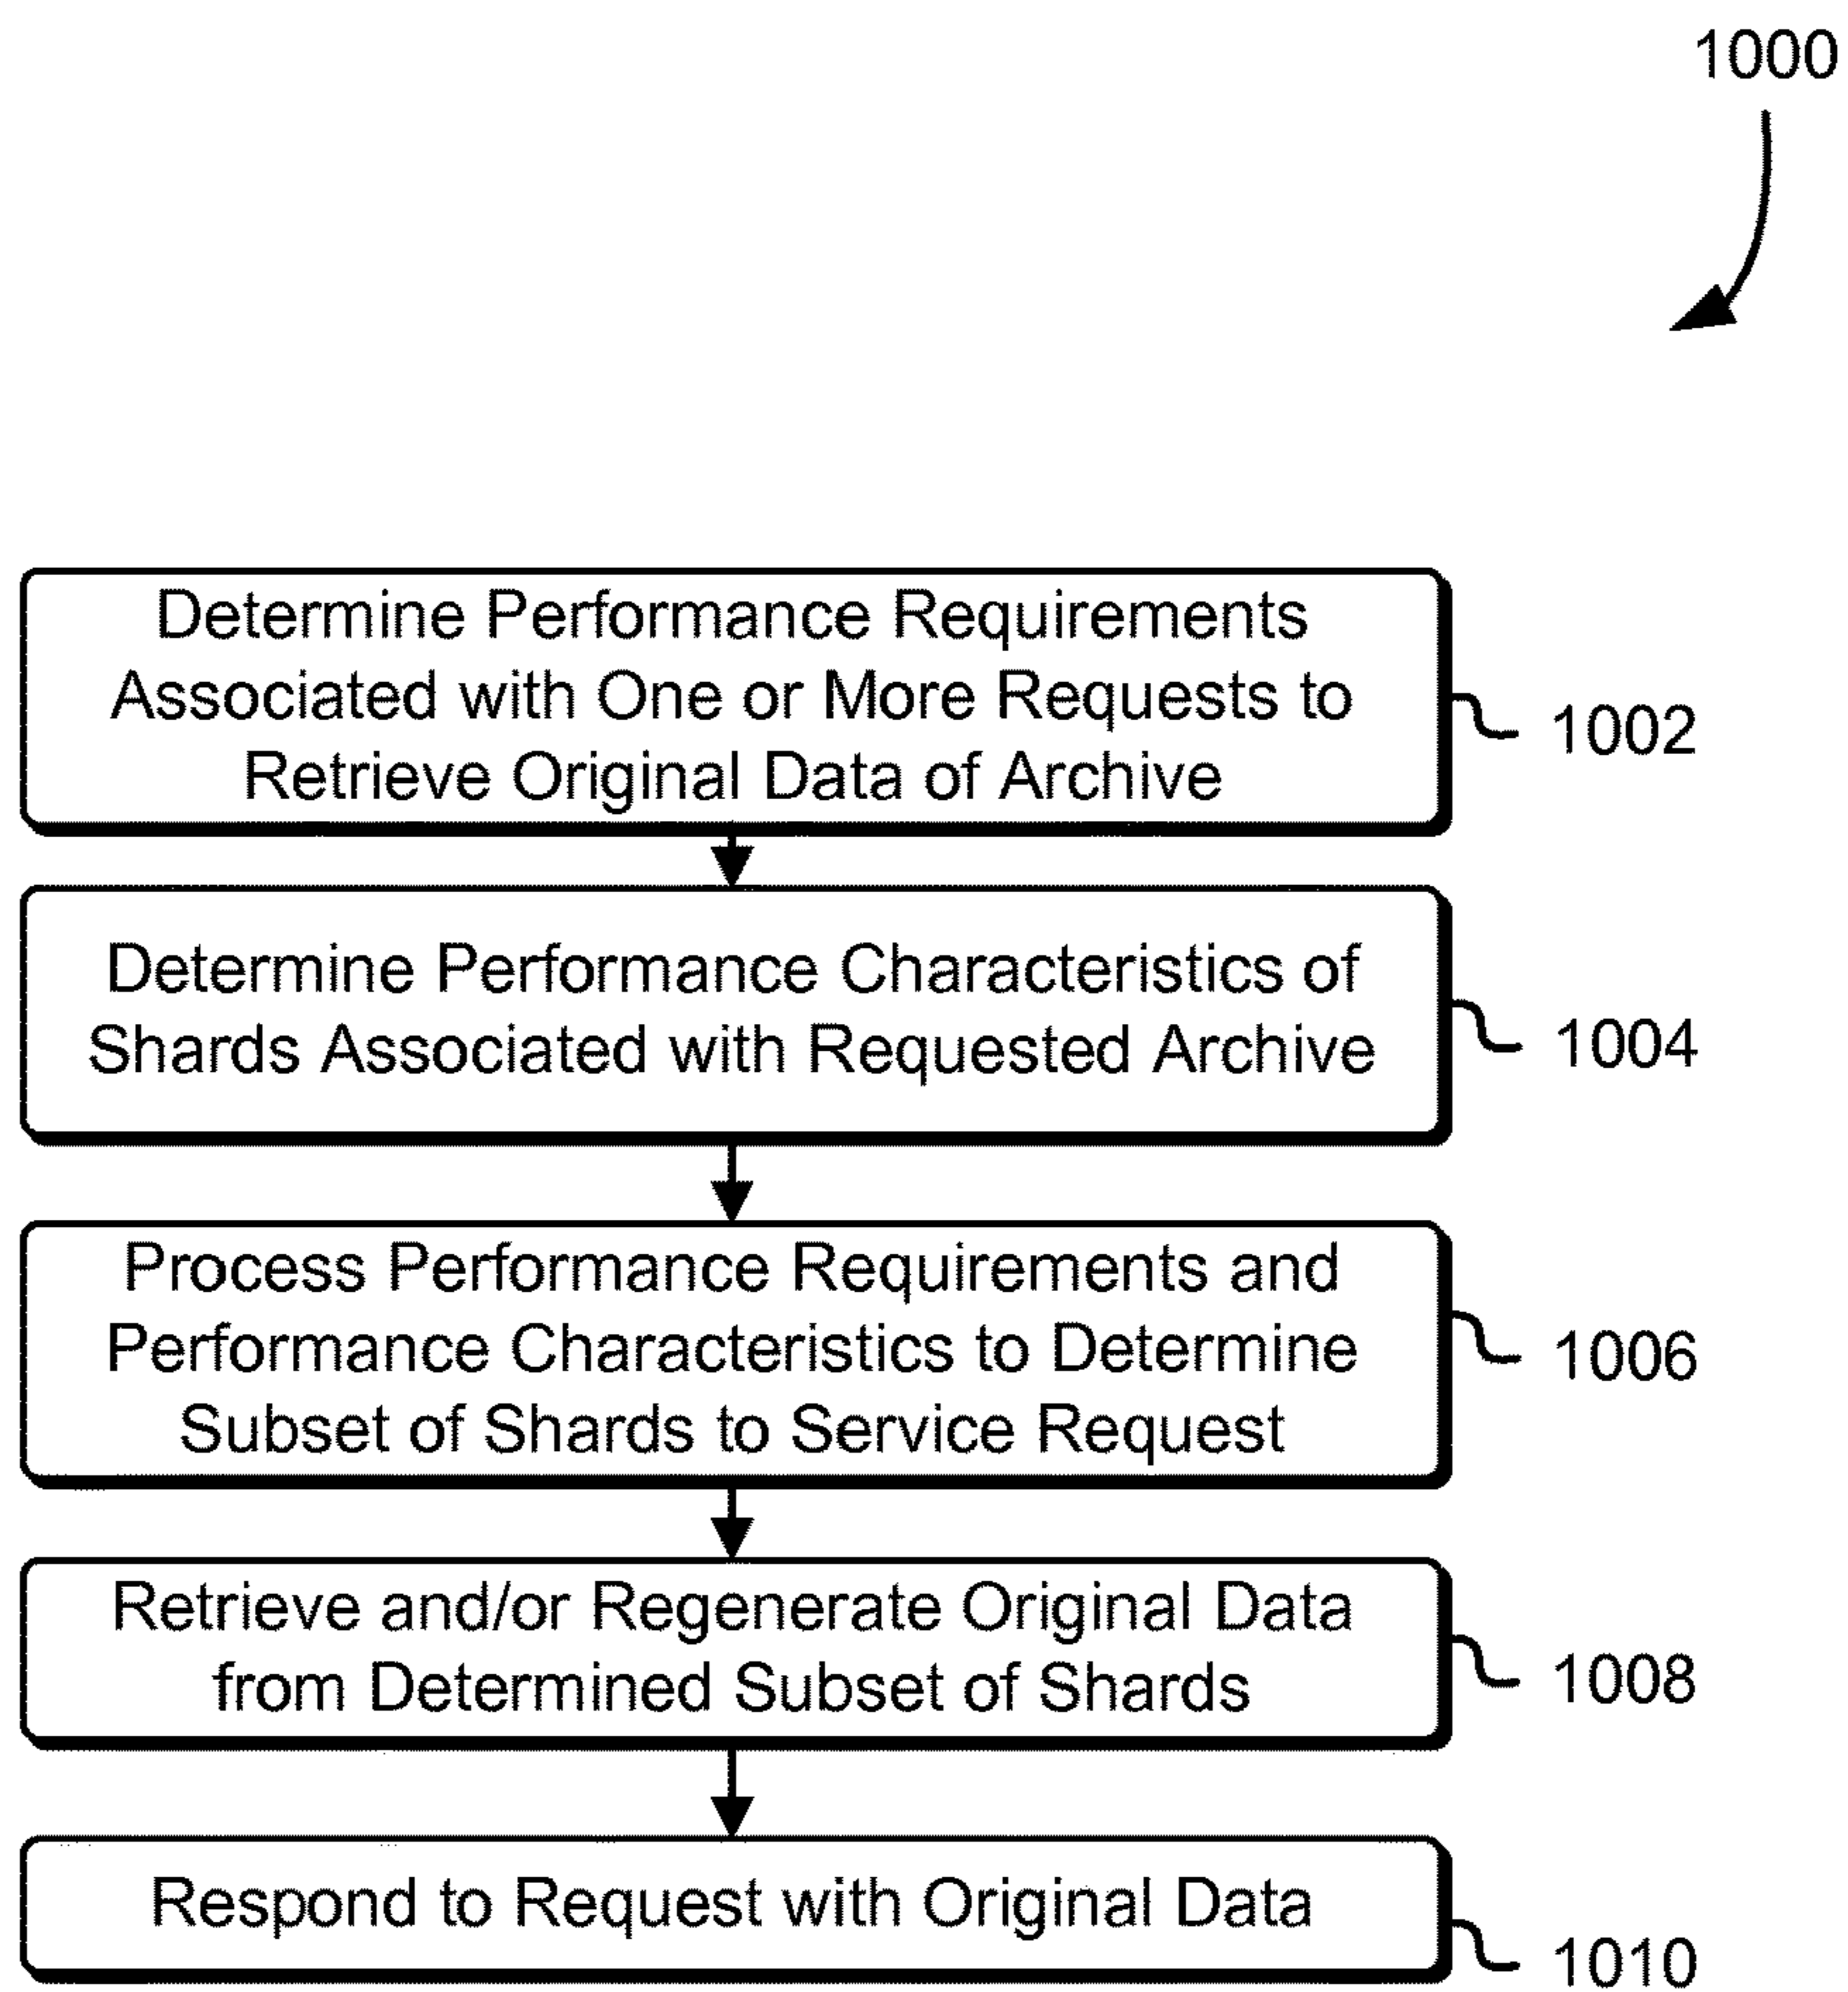 1000
Determine Performance Requirements
Associated with One or More Requests to
Retrieve Original Data of Archive
1002
Determine Performance Characteristics of
Shards Associated with Requested Archive
1004
Process Performance Requirements and
Performance Characteristics to Determine
Subset of Shards to Service Request
1006
Retrieve and/or Regenerate Original Data
from Determined Subset of Shards
1008
Respond to Request with Original Data
1010